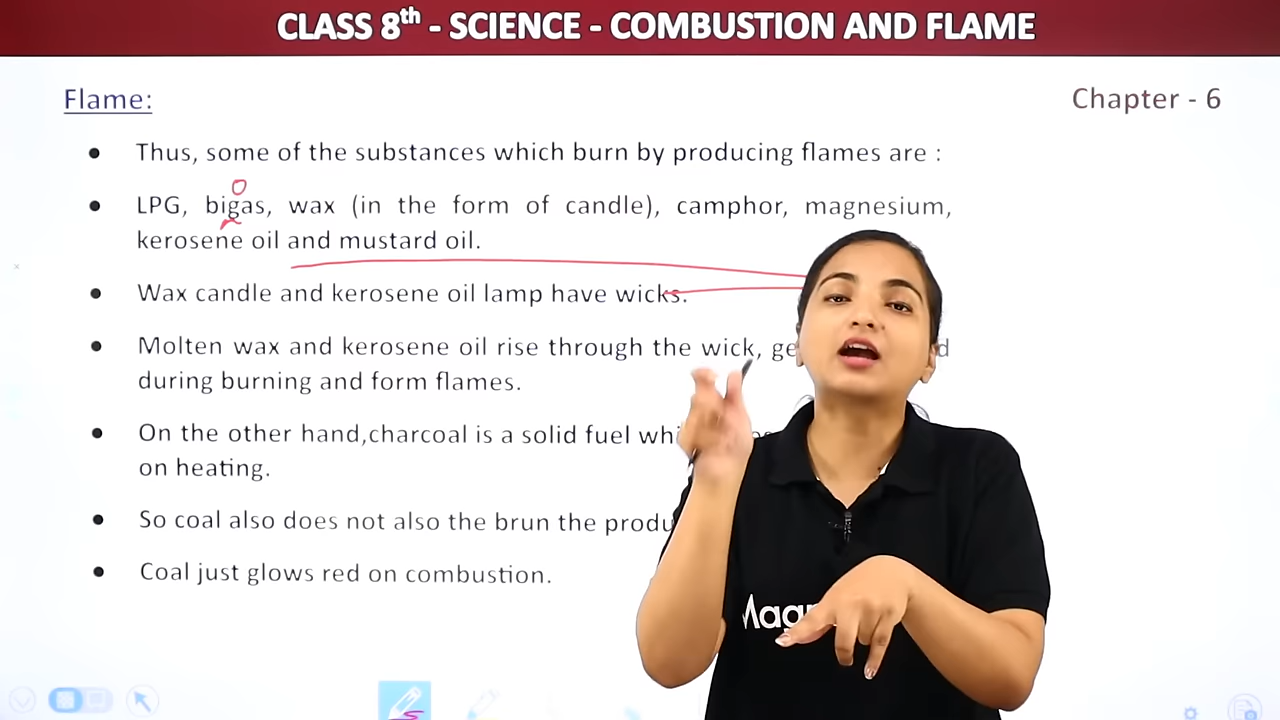 CLASS 8th - SCIENCE - COMBUSTION AND FLAME
Flame:
Chapter - 6
• Thus, some of the substances which burn by producing flames are :
o
• LPG, bigas, wax (in the form of candle), camphor, magnesium,
kerosene oil and mustard oil.
• Wax candle and kerosene oil lamp have wicks.
• Molten wax and kerosene oil rise through the wick,
during burning and form flames.
• On the other hand,charcoal is a solid fuel
on heating.
• So coal also does not also the brun the
• Coal just glows red on combustion.